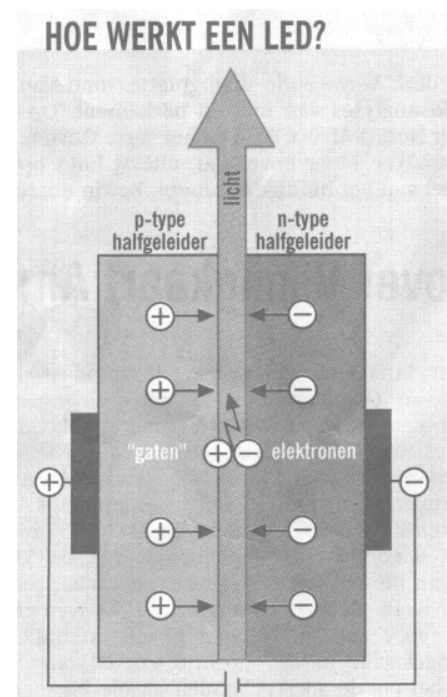 HOE WERKT EEN LED?
licht
p-type
halfgeleider
n-type
halfgeleider
+ −
+ −
"gaten" + − elektronen
+ −
+ −
+ −